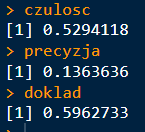 > czulosc
[1] 0.5294118
> precyzja
[1] 0.1363636
> doklad
[1] 0.5962733